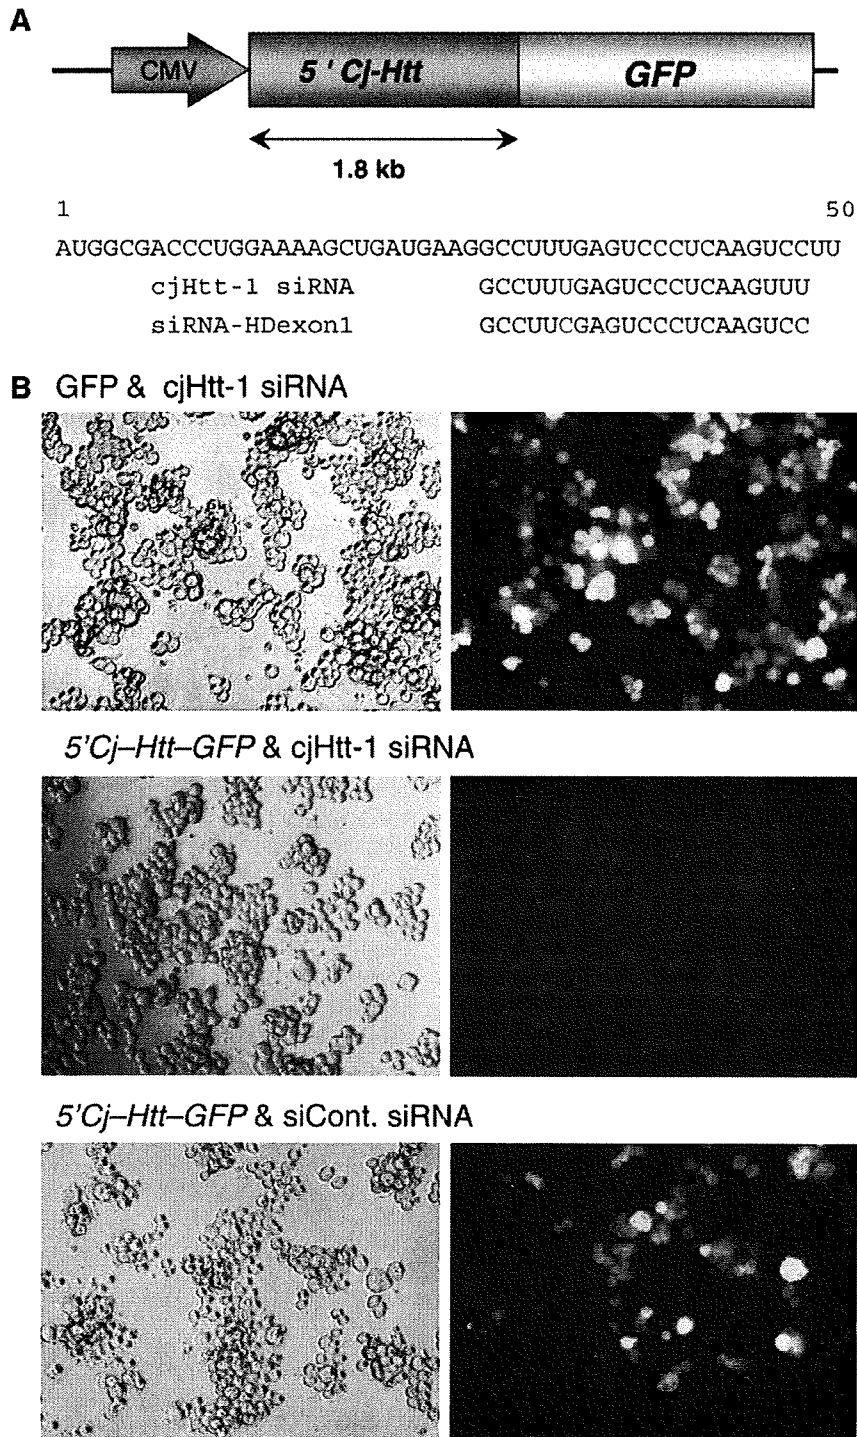 A
CMV
5 ' Cj-Htt
GFP
1.8 kb
1 50
AUGGCGACCCUGGAAAAGCUGAUGAAGGCCUUUGAGUCCCUCAAGUCCUU
cjHtt-1 siRNA GCCUUUGAGUCCCUCAAGUUU
siRNA-HDexon1 GCCUUCGAGUCCCUCAAGUCC
B GFP & cjHtt-1 siRNA
5'Cj–Htt–GFP & cjHtt-1 siRNA
5'Cj–Htt–GFP & siCont. siRNA